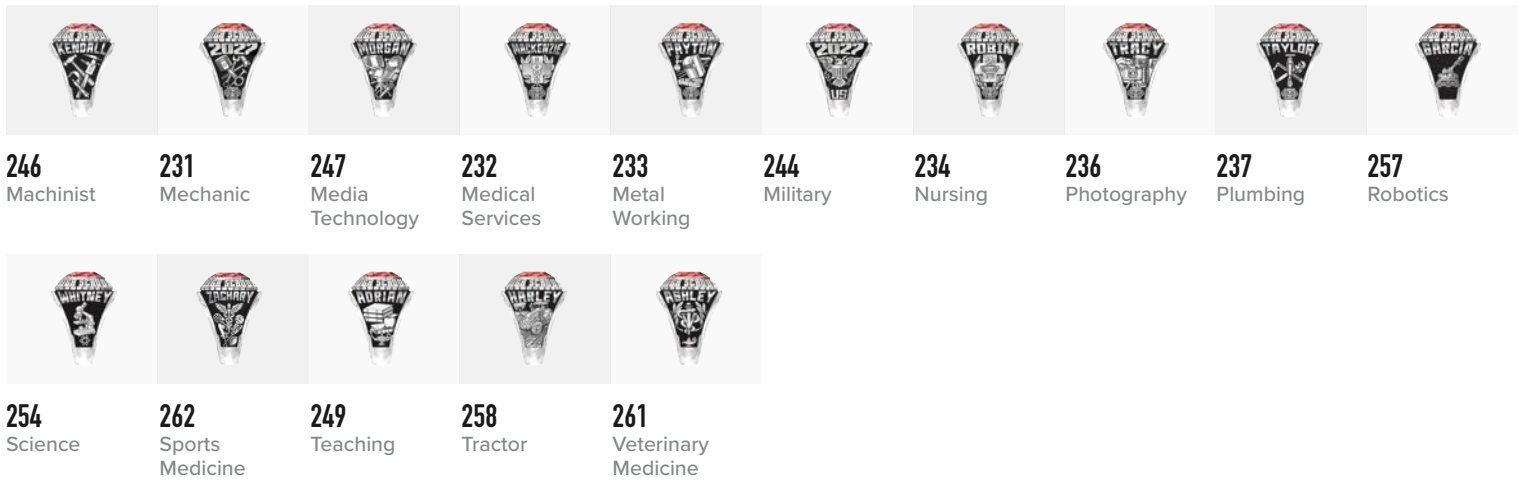 KENDALL
2027
MORGAN
MACKENZIE
PAYTON
2027
US
ROBIN
TRACY
TAYLOR
GARCIA
246
Machinist
231
Mechanic
247
Media
Technology
232
Medical
Services
233
Metal
Working
244
Military
234
Nursing
236
Photography
237
Plumbing
257
Robotics
WHITNEY
ZACHARY
ADRIAN
HARLEY
ASHLEY
254
Science
262
Sports
Medicine
249
Teaching
258
Tractor
261
Veterinary
Medicine